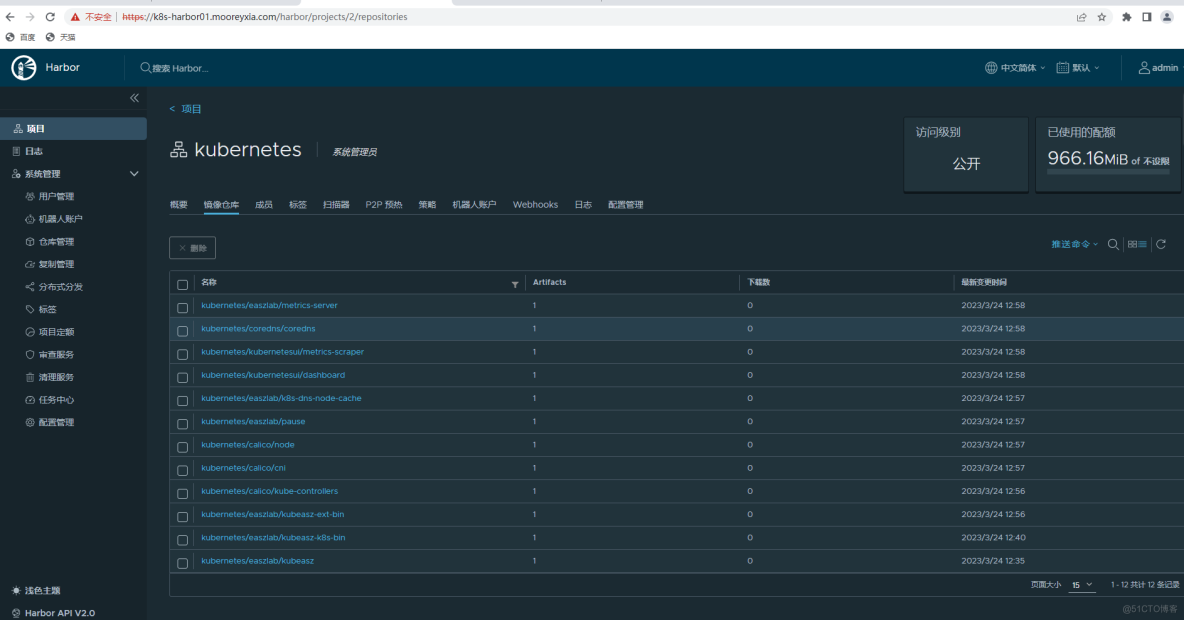 不安全 https://k8s-harbor01.mooreyxia.com/harbor/projects/2/repositories
百度 天猫
Harbor 搜索 Harbor... 中文简体 默认 admin
< 项目
项目
日志
系统管理
用户管理
机器人账户
仓库管理
复制管理
分布式分发
标签
项目定额
审查服务
清理服务
任务中心
配置管理
浅色主题
Harbor API V2.0
kubernetes 系统管理员
访问级别
公开
已使用的配额
966.16MiB of 不设限
概要 镜像仓库 成员 标签 扫描器 P2P 预热 策略 机器人账户 Webhooks 日志 配置管理
× 删除 推送命令
名称 Artifacts 下载数 最新变更时间
kubernetes/easzlab/metrics-server 1 0 2023/3/24 12:58
kubernetes/coredns/coredns 1 0 2023/3/24 12:58
kubernetes/kubernetesui/metrics-scraper 1 0 2023/3/24 12:58
kubernetes/kubernetesui/dashboard 1 0 2023/3/24 12:58
kubernetes/easzlab/k8s-dns-node-cache 1 0 2023/3/24 12:57
kubernetes/easzlab/pause 1 0 2023/3/24 12:57
kubernetes/calico/node 1 0 2023/3/24 12:57
kubernetes/calico/cni 1 0 2023/3/24 12:57
kubernetes/calico/kube-controllers 1 0 2023/3/24 12:56
kubernetes/easzlab/kubeasz-ext-bin 1 0 2023/3/24 12:56
kubernetes/easzlab/kubeasz-k8s-bin 1 0 2023/3/24 12:40
kubernetes/easzlab/kubeasz 1 0 2023/3/24 12:35
页面大小 15 1 - 12 共计 12 条记录
@51CTO博客